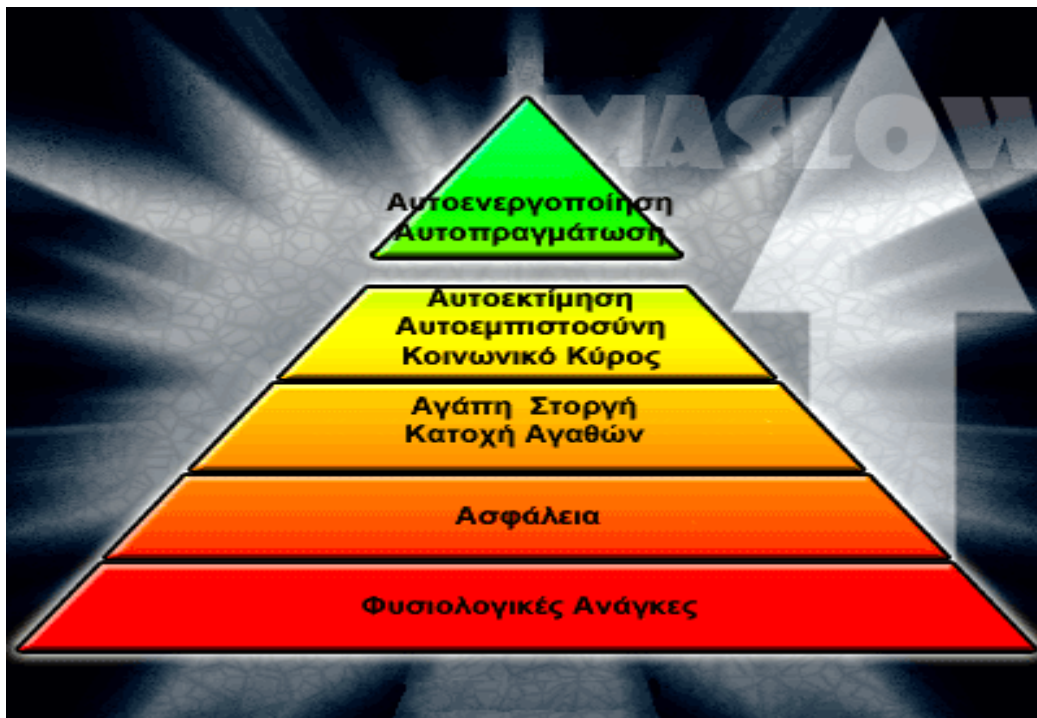 MASLOW
Αυτοενεργοποίηση
Αυτοπραγμάτωση
Αυτοεκτίμηση
Αυτοεμπιστοσύνη
Κοινωνικό Κύρος
Αγάπη Στοργή
Κατοχή Αγαθών
Ασφάλεια
Φυσιολογικές Ανάγκες